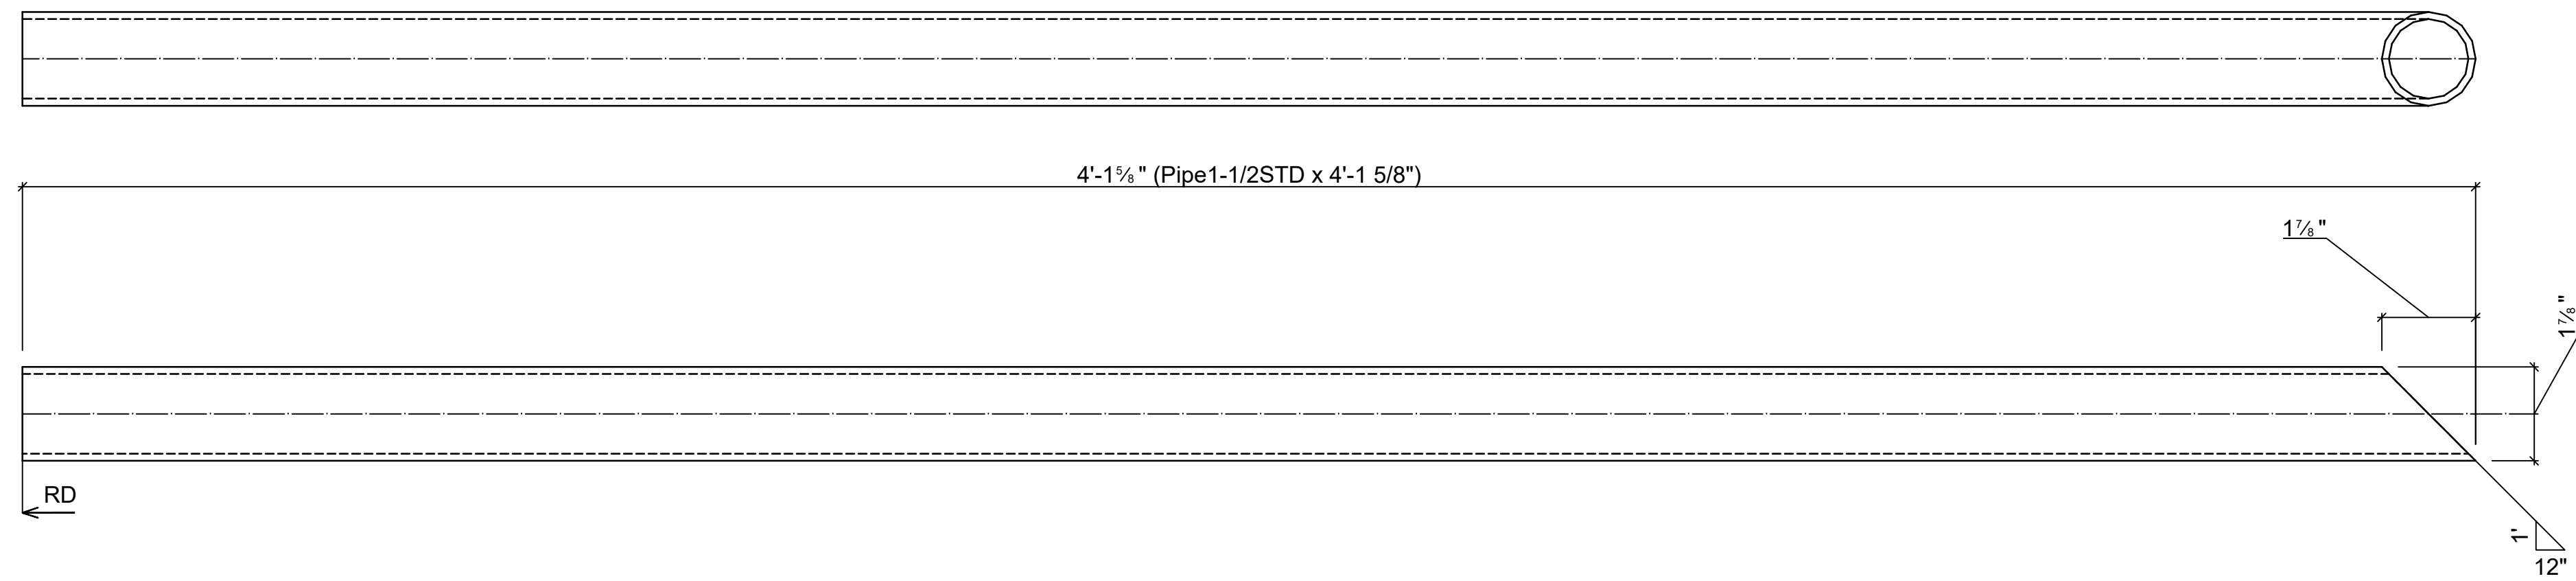 4'-1⅝" (Pipe1-1/2STD x 4'-1 5/8")
1⅞"
1⅞"
RD
1'
12"